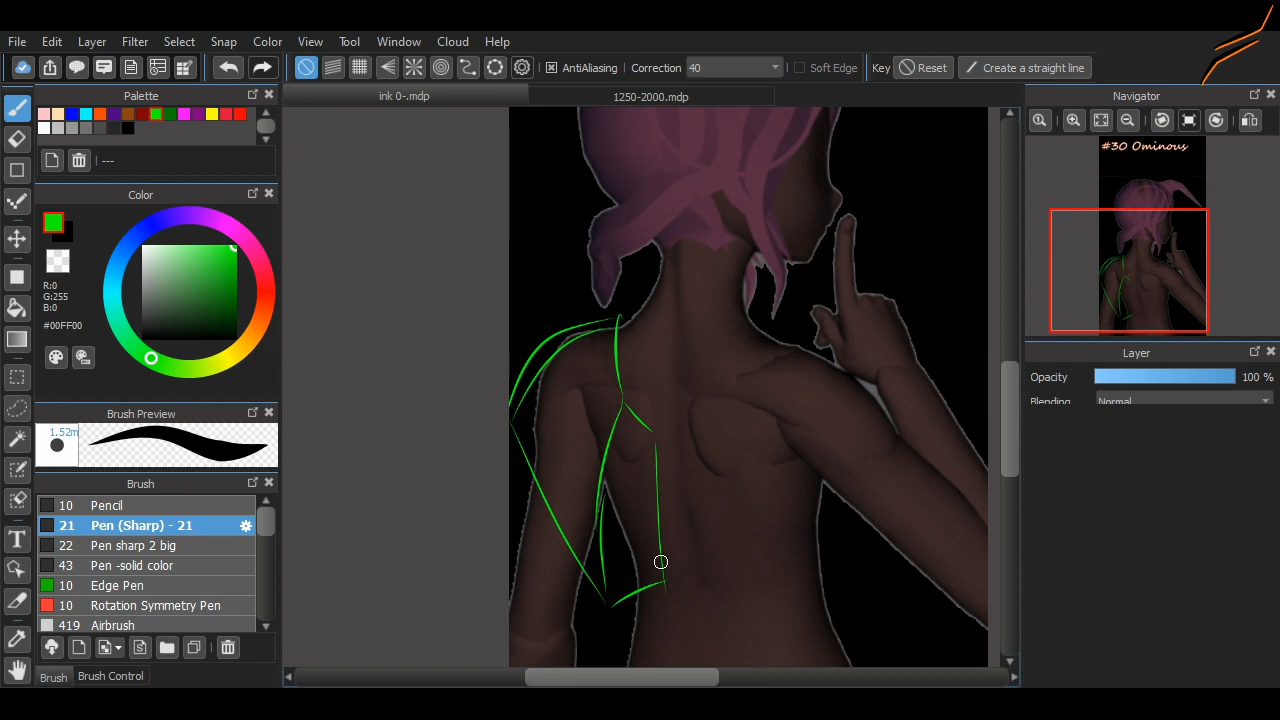 File Edit Layer Filter Select Snap Color View Tool Window Cloud Help
AntiAliasing Correction 40 Soft Edge Key Reset Create a straight line
Palette
---
Color
R:0
G:255
B:0
#00FF00
Brush Preview
1.52m
Brush
10 Pencil
21 Pen (Sharp) - 21
22 Pen sharp 2 big
43 Pen -solid color
10 Edge Pen
10 Rotation Symmetry Pen
419 Airbrush
Brush Brush Control
ink 0-.mdp 1250-2000.mdp
Navigator
#30 Ominous
Layer
Opacity 100 %
Blending Normal